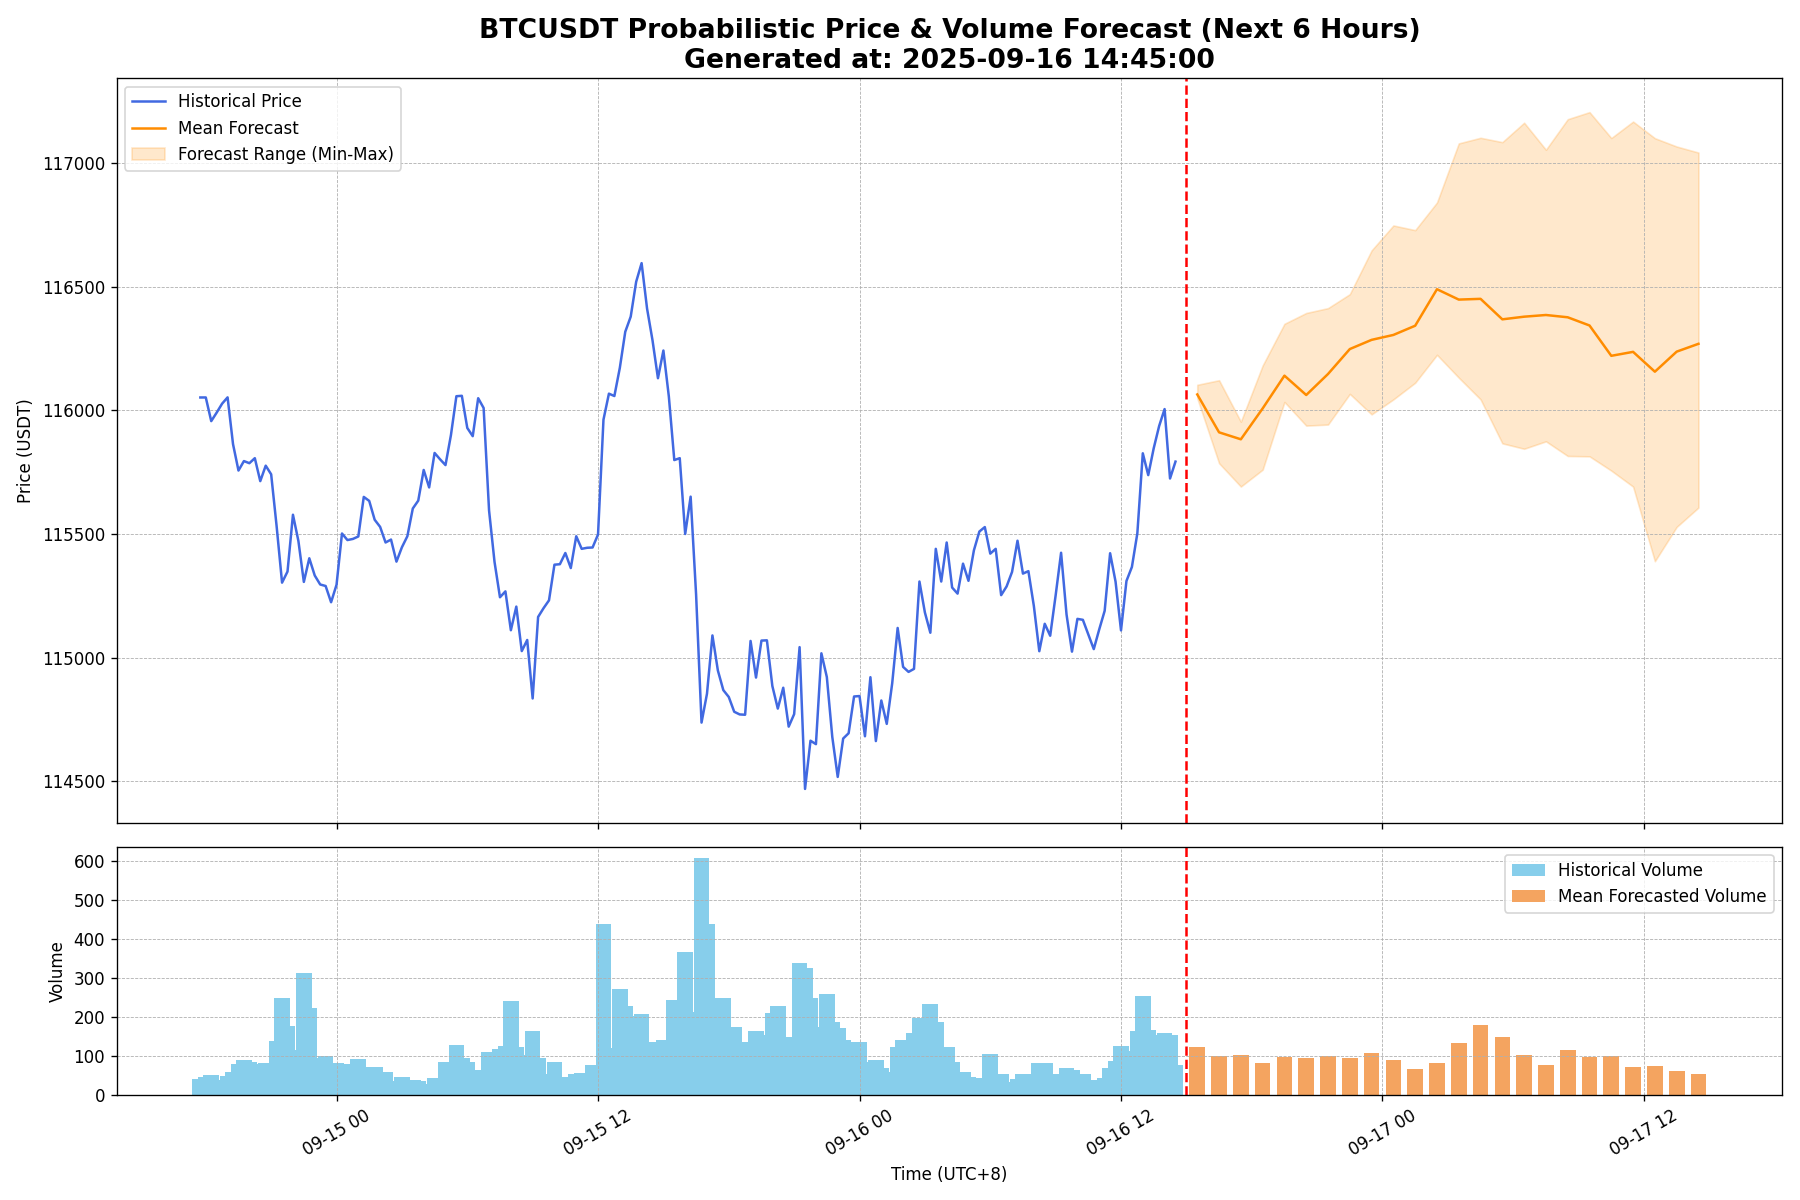 BTCUSDT Probabilistic Price & Volume Forecast (Next 6 Hours)
Generated at: 2025-09-16 14:45:00
Historical Price
Mean Forecast
Forecast Range (Min-Max)
117000
116500
116000
115500
115000
114500
Price (USDT)
Historical Volume
Mean Forecasted Volume
600
500
400
300
200
100
0
Volume
09-15 00
09-15 12
09-16 00
09-16 12
09-17 00
09-17 12
Time (UTC+8)